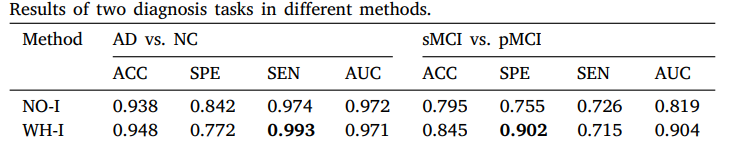 Results of two diagnosis tasks in different methods.
Method AD vs. NC sMCI vs. pMCI
ACC SPE SEN AUC ACC SPE SEN AUC
NO-I 0.938 0.842 0.974 0.972 0.795 0.755 0.726 0.819
WH-I 0.948 0.772 0.993 0.971 0.845 0.902 0.715 0.904